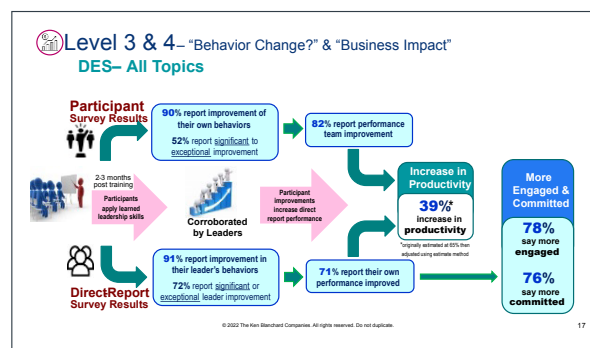 Level 3 & 4– “Behavior Change?” & “Business Impact”
DES– All Topics
Participant
Survey Results
90% report improvement of
their own behaviors
52% report significant to
exceptional improvement
82% report performance
team improvement
2-3 months
post training
Participants
apply learned
leadership skills
Corroborated
by Leaders
Participant
improvements
increase direct
report performance
Increase in
Productivity
39%*
increase in
productivity
*originally estimated at 65% then
adjusted using estimate method
More
Engaged &
Committed
78%
say more
engaged
76%
say more
committed
Direct-Report
Survey Results
91% report improvement in
their leader’s behaviors
72% report significant or
exceptional leader improvement
71% report their own
performance improved
© 2022 The Ken Blanchard Companies. All rights reserved. Do not duplicate.
17